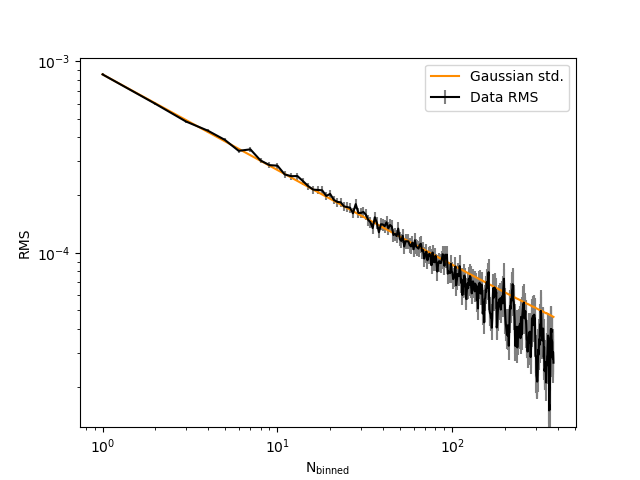 10⁻³
10⁻⁴
RMS
Gaussian std.
Data RMS
10⁰
10¹
10²
N_binned